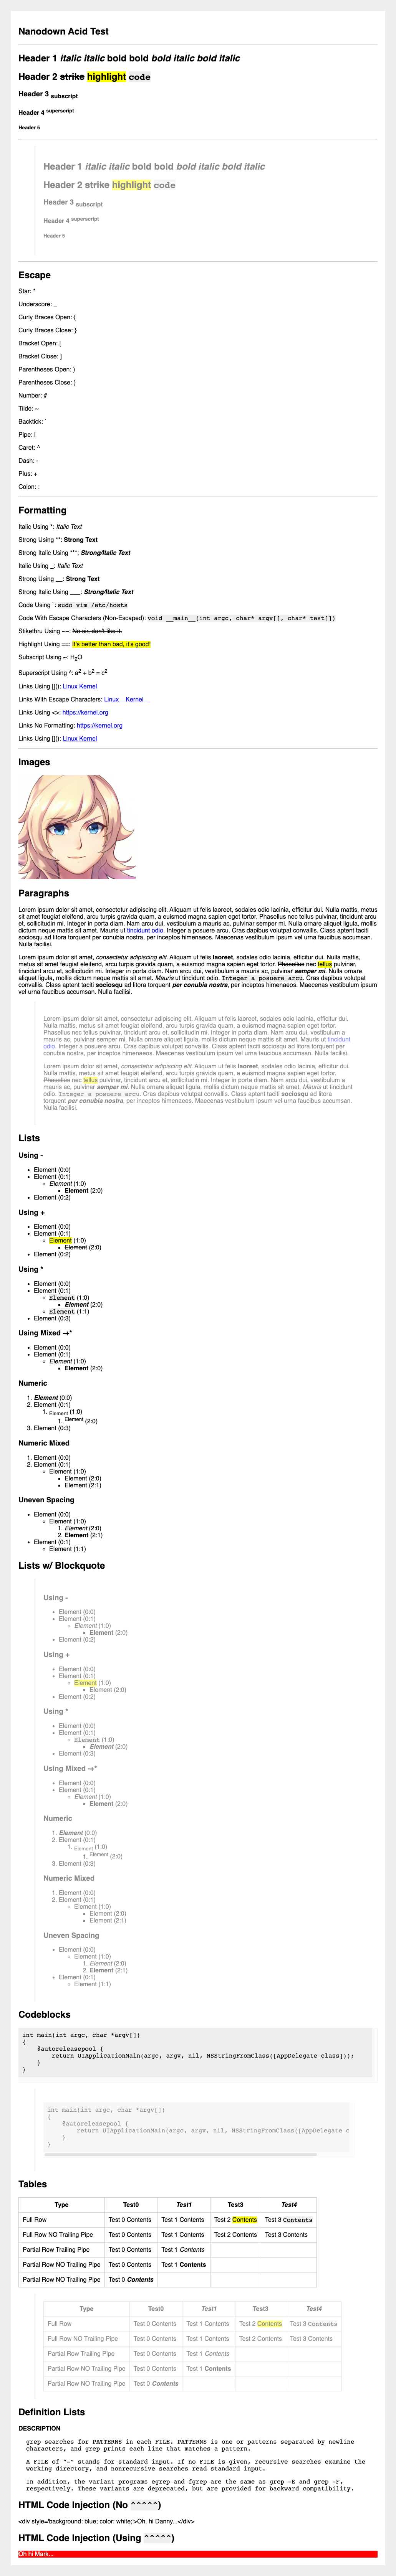 Nanodown Acid Test
Header 1 italic italic bold bold bold italic bold italic
Header 2 strike highlight code
Header 3 subscript
Header 4 superscript
Header 5
Header 1 italic italic bold bold bold italic bold italic
Header 2 strike highlight code
Header 3 subscript
Header 4 superscript
Header 5
Escape
Star: *
Underscore: _
Curly Braces Open: {
Curly Braces Close: }
Bracket Open: [
Bracket Close: ]
Parentheses Open: )
Parentheses Close: )
Number: #
Tilde: ~
Backtick: `
Pipe: |
Caret: ^
Dash: -
Plus: +
Colon: :
Formatting
Italic Using *: Italic Text
Strong Using **: Strong Text
Strong Italic Using ***: Strong/Italic Text
Italic Using _: Italic Text
Strong Using __: Strong Text
Strong Italic Using ___: Strong/Italic Text
Code Using `: sudo vim /etc/hosts
Code With Escape Characters (Non-Escaped): void __main__(int argc, char* argv[], char* test[])
Stikethru Using ~~: No sir, don't like it.
Highlight Using ==: It's better than bad, it's good!
Subscript Using ~: H2O
Superscript Using ^: a2 + b2 = c2
Links Using [](): Linux Kernel
Links With Escape Characters: Linux__Kernel__
Links Using <>: https://kernel.org
Links No Formatting: https://kernel.org
Links Using [](): Linux Kernel
Images
Paragraphs
Lorem ipsum dolor sit amet, consectetur adipiscing elit. Aliquam ut felis laoreet, sodales odio lacinia, efficitur dui. Nulla mattis, metus
ut sit amet feugiat eleifend, arcu turpis gravida quam, a euismod magna sapien eget tortor. Phasellus nec tellus pulvinar, tincidunt
arcu et, sollicitudin mi. Integer in porta diam. Nam arcu dui, vestibulum a mauris ac, pulvinar semper mi. Nulla ornare aliquet ligula, mollis
dictum neque mattis sit amet. Mauris ut tincidunt odio. Integer a posuere arcu. Cras dapibus volutpat convallis. Class aptent taciti
sociosqu ad litora torquent per conubia nostra, per inceptos himenaeos. Maecenas vestibulum ipsum vel urna faucibus accumsan.
Nulla facilisi.
Lorem ipsum dolor sit amet, consectetur adipiscing elit. Aliquam ut felis laoreet, sodales odio lacinia, efficitur dui. Nulla mattis,
metus ut sit amet feugiat eleifend, arcu turpis gravida quam, a euismod magna sapien eget tortor. Phasellus nec tellus pulvinar,
tincidunt arcu et, sollicitudin mi. Integer in porta diam. Nam arcu dui, vestibulum a mauris ac, pulvinar semper mi. Nulla ornare
aliquet ligula, mollis dictum neque mattis sit amet. Mauris ut tincidunt odio. Integer a posuere arcu. Cras dapibus volutpat
convallis. Class aptent taciti sociosqu ad litora torquent per conubia nostra, per inceptos himenaeos. Maecenas vestibulum ipsum
vel urna faucibus accumsan. Nulla facilisi.
Lorem ipsum dolor sit amet, consectetur adipiscing elit. Aliquam ut felis laoreet, sodales odio lacinia, efficitur dui.
Nulla mattis, metus ut sit amet feugiat eleifend, arcu turpis gravida quam, a euismod magna sapien eget tortor.
Phasellus nec tellus pulvinar, tincidunt arcu et, sollicitudin mi. Integer in porta diam. Nam arcu dui, vestibulum a
mauris ac, pulvinar semper mi. Nulla ornare aliquet ligula, mollis dictum neque mattis sit amet. Mauris ut tincidunt
odio. Integer a posuere arcu. Cras dapibus volutpat convallis. Class aptent taciti sociosqu ad litora torquent per
conubia nostra, per inceptos himenaeos. Maecenas vestibulum ipsum vel urna faucibus accumsan. Nulla facilisi.
Lorem ipsum dolor sit amet, consectetur adipiscing elit. Aliquam ut felis laoreet, sodales odio lacinia, efficitur
dui. Nulla mattis, metus ut sit amet feugiat eleifend, arcu turpis gravida quam, a euismod magna sapien eget tortor.
Phasellus nec tellus pulvinar, tincidunt arcu et, sollicitudin mi. Integer in porta diam. Nam arcu dui, vestibulum a
mauris ac, pulvinar semper mi. Nulla ornare aliquet ligula, mollis dictum neque mattis sit amet. Mauris ut tincidunt
odio. Integer a posuere arcu. Cras dapibus volutpat convallis. Class aptent taciti sociosqu ad litora
torquent per conubia nostra, per inceptos himenaeos. Maecenas vestibulum ipsum vel urna faucibus accumsan.
Nulla facilisi.
Lists
Using -
Element (0:0)
Element (0:1)
Element (1:0)
Element (2:0)
Element (0:2)
Using +
Element (0:0)
Element (0:1)
Element (1:0)
Element (2:0)
Element (0:2)
Using *
Element (0:0)
Element (0:1)
Element (1:0)
Element (2:0)
Element (1:1)
Element (0:3)
Using Mixed -+*
Element (0:0)
Element (0:1)
Element (1:0)
Element (2:0)
Numeric
1. Element (0:0)
2. Element (0:1)
1. Element (1:0)
1. Element (2:0)
3. Element (0:3)
Numeric Mixed
1. Element (0:0)
2. Element (0:1)
Element (1:0)
Element (2:0)
Element (2:1)
Uneven Spacing
Element (0:0)
Element (1:0)
1. Element (2:0)
2. Element (2:1)
Element (0:1)
Element (1:1)
Lists w/ Blockquote
Using -
Element (0:0)
Element (0:1)
Element (1:0)
Element (2:0)
Element (0:2)
Using +
Element (0:0)
Element (0:1)
Element (1:0)
Element (2:0)
Element (0:2)
Using *
Element (0:0)
Element (0:1)
Element (1:0)
Element (2:0)
Element (0:3)
Using Mixed -+*
Element (0:0)
Element (0:1)
Element (1:0)
Element (2:0)
Numeric
1. Element (0:0)
2. Element (0:1)
1. Element (1:0)
1. Element (2:0)
3. Element (0:3)
Numeric Mixed
1. Element (0:0)
2. Element (0:1)
Element (1:0)
Element (2:0)
Element (2:1)
Uneven Spacing
Element (0:0)
Element (1:0)
1. Element (2:0)
2. Element (2:1)
Element (0:1)
Element (1:1)
Codeblocks
int main(int argc, char *argv[])
{
@autoreleasepool {
return UIApplicationMain(argc, argv, nil, NSStringFromClass([AppDelegate class]));
}
}
int main(int argc, char *argv[])
{
@autoreleasepool {
return UIApplicationMain(argc, argv, nil, NSStringFromClass([AppDelegate c
}
}
Tables
Type Test0 Test1 Test3 Test4
Full Row Test 0 Contents Test 1 Contents Test 2 Contents Test 3 Contents
Full Row NO Trailing Pipe Test 0 Contents Test 1 Contents Test 2 Contents Test 3 Contents
Partial Row Trailing Pipe Test 0 Contents Test 1 Contents
Partial Row NO Trailing Pipe Test 0 Contents Test 1 Contents
Partial Row NO Trailing Pipe Test 0 Contents
Type Test0 Test1 Test3 Test4
Full Row Test 0 Contents Test 1 Contents Test 2 Contents Test 3 Contents
Full Row NO Trailing Pipe Test 0 Contents Test 1 Contents Test 2 Contents Test 3 Contents
Partial Row Trailing Pipe Test 0 Contents Test 1 Contents
Partial Row NO Trailing Pipe Test 0 Contents Test 1 Contents
Partial Row NO Trailing Pipe Test 0 Contents
Definition Lists
DESCRIPTION
grep searches for PATTERNS in each FILE. PATTERNS is one or patterns separated by newline
characters, and grep prints each line that matches a pattern.
A FILE of “-” stands for standard input. If no FILE is given, recursive searches examine the
working directory, and nonrecursive searches read standard input.
In addition, the variant programs egrep and fgrep are the same as grep -E and grep -F,
respectively. These variants are deprecated, but are provided for backward compatibility.
HTML Code Injection (No ^^^^^)
<div style='background: blue; color: white;'>Oh, hi Danny...</div>
HTML Code Injection (Using ^^^^^)
Oh hi Mark...